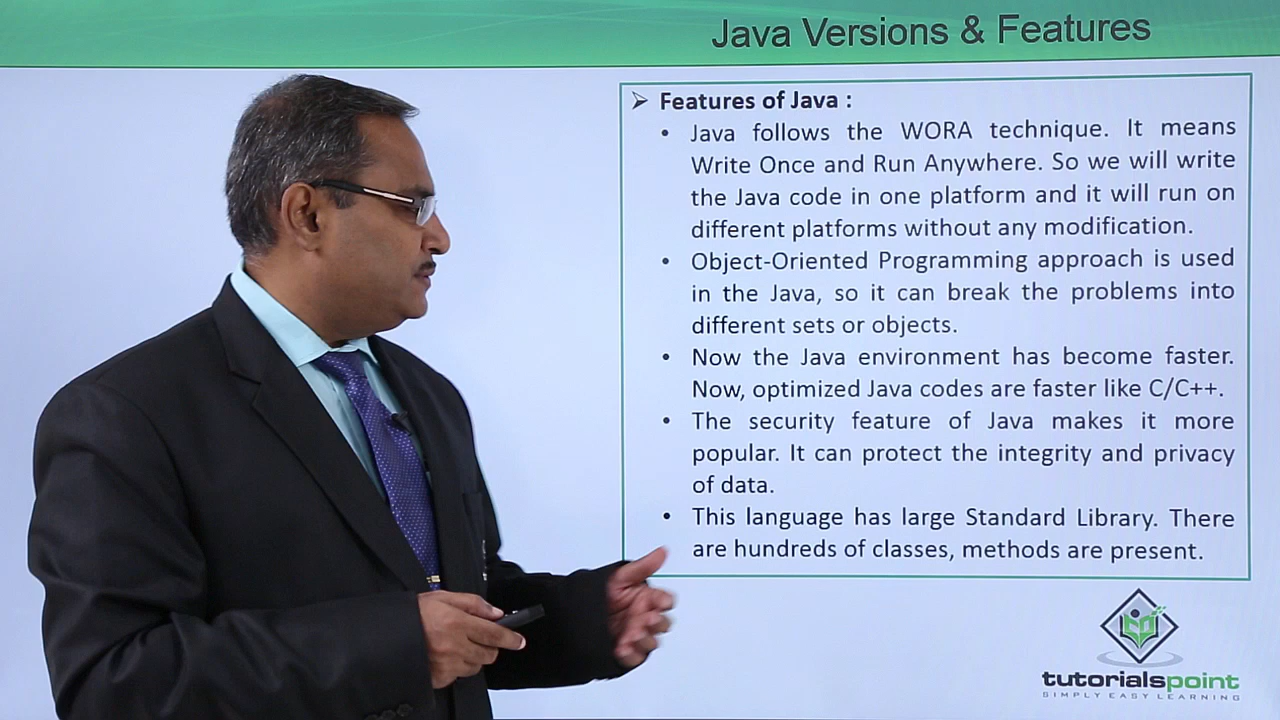 Java Versions & Features
➢ Features of Java :
• Java follows the WORA technique. It means
Write Once and Run Anywhere. So we will write
the Java code in one platform and it will run on
different platforms without any modification.
• Object-Oriented Programming approach is used
in the Java, so it can break the problems into
different sets or objects.
• Now the Java environment has become faster.
Now, optimized Java codes are faster like C/C++.
• The security feature of Java makes it more
popular. It can protect the integrity and privacy
of data.
• This language has large Standard Library. There
are hundreds of classes, methods are present.
tutorialspoint
SIMPLY EASY LEARNING